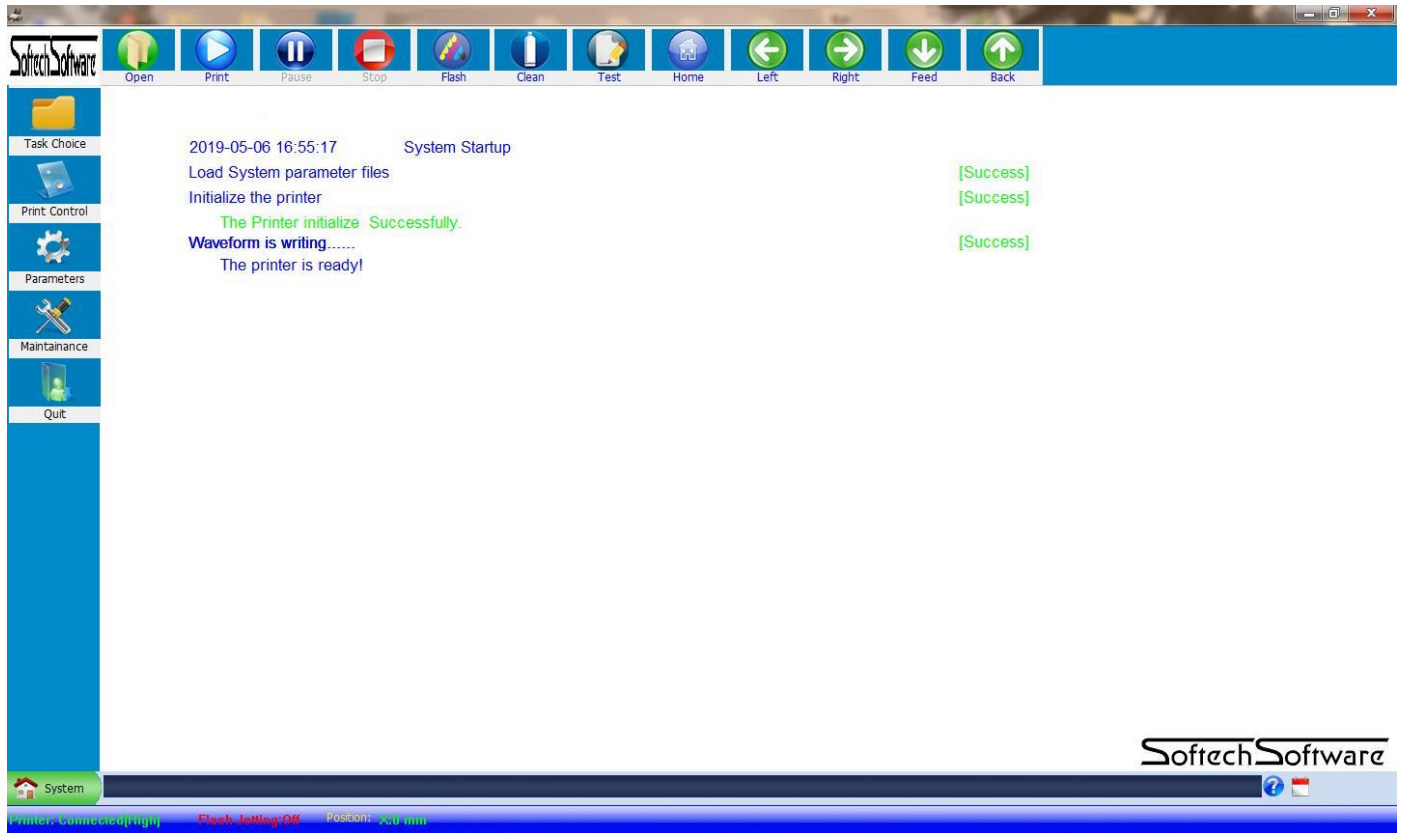 SoftechSoftware
Open Print Pause Stop Flash Clean Test Home Left Right Feed Back
Task Choice
Print Control
Parameters
Maintainance
Quit
2019-05-06 16:55:17 System Startup
Load System parameter files [Success]
Initialize the printer [Success]
The Printer initialize Successfully.
Waveform is writing...... [Success]
The printer is ready!
SoftechSoftware
System
Printer: Connected[High] Flash Jetting:Off Position: X:0 mm